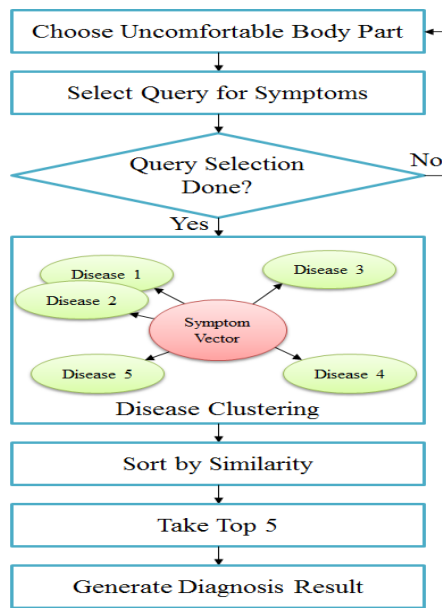 Choose Uncomfortable Body Part
Select Query for Symptoms
Query Selection
Done?
No
Yes
Disease 1
Disease 2
Disease 3
Symptom
Vector
Disease 5
Disease 4
Disease Clustering
Sort by Similarity
Take Top 5
Generate Diagnosis Result